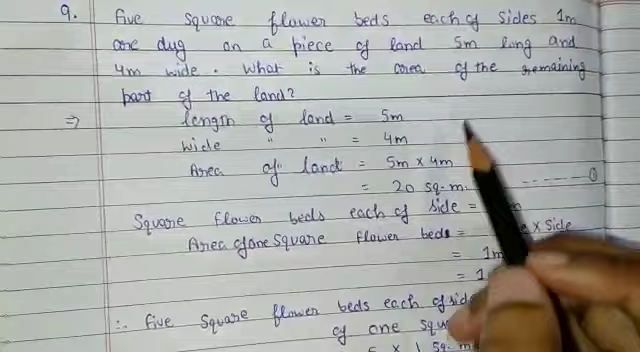 9. Five square flower beds each of sides 1m
are dug on a piece of land 5m long and
4m wide. What is the area of the remaining
part of the land?
⇒ length of land = 5m
wide " " = 4m
Area of land = 5m × 4m
= 20 sq.m. ------- ①
Square flower beds each of side =
Area of one square flower beds = × side
= 1m
= 1
∴ Five square flower beds each of side
of one
5 × 1 sq.m